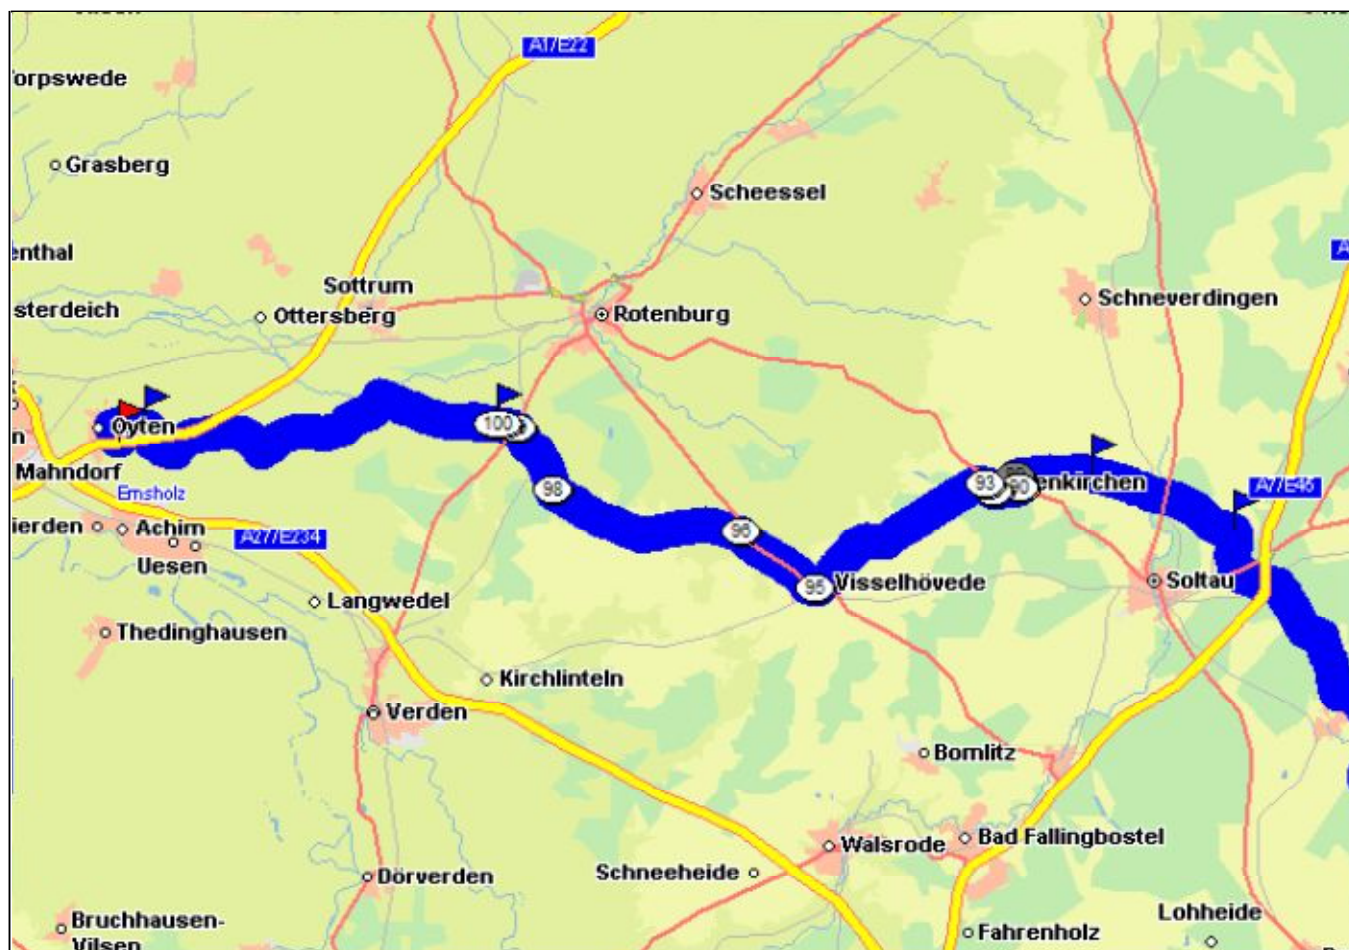 A1/E22
orpswede
Grasberg
Scheessel
enthal
Sottrum
Schneverdingen
sterdeich
Ottersberg
Rotenburg
Oyten
100
Mahndorf
93
90
enkirchen
Emsholz
98
A7/E45
ierden
Achim
A27/E234
96
Uesen
95
Visselhövede
Soltau
Langwedel
Thedinghausen
Kirchlinteln
Verden
Bomlitz
Walsrode
Bad Fallingbostel
Schneeheide
Dörverden
Bruchhausen-
Vilsen
Lohheide
Fahrenholz